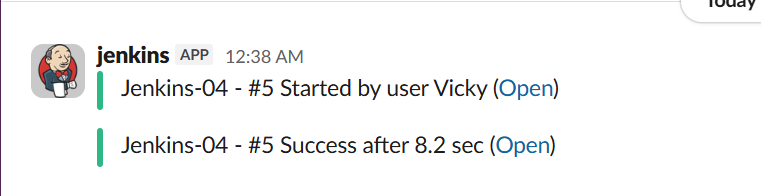 Today
jenkins APP 12:38 AM
Jenkins-04 - #5 Started by user Vicky (Open)
Jenkins-04 - #5 Success after 8.2 sec (Open)